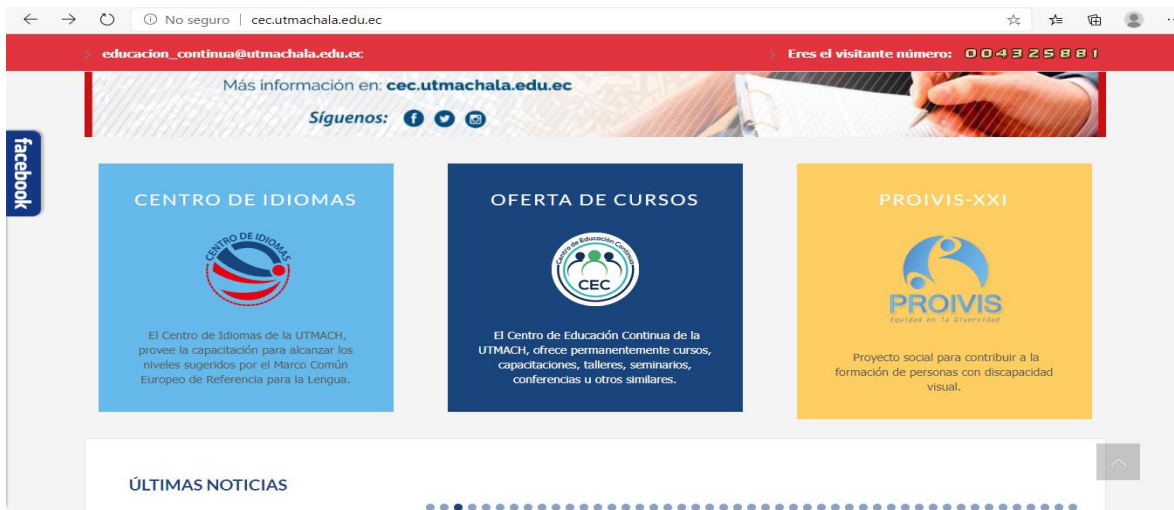 No seguro | cec.utmachala.edu.ec
educacion_continua@utmachala.edu.ec
Eres el visitante número: 004325881
Más información en: cec.utmachala.edu.ec
Síguenos:
facebook
CENTRO DE IDIOMAS
CENTRO DE IDIOMAS
El Centro de Idiomas de la UTMACH,
provee la capacitación para alcanzar los
niveles sugeridos por el Marco Común
Europeo de Referencia para la Lengua.
OFERTA DE CURSOS
Centro de Educación Continua
CEC
El Centro de Educación Continua de la
UTMACH, ofrece permanentemente cursos,
capacitaciones, talleres, seminarios,
conferencias u otros similares.
PROIVIS-XXI
PROIVIS
Equidad en la Diversidad
Proyecto social para contribuir a la
formación de personas con discapacidad
visual.
ÚLTIMAS NOTICIAS